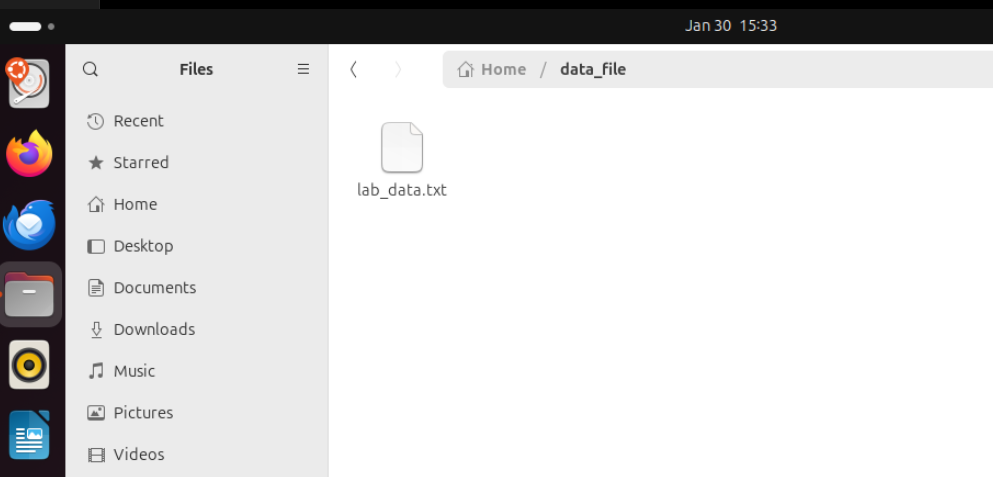 Jan 30 15:33
Files
Home / data_file
Recent
Starred
Home
Desktop
Documents
Downloads
Music
Pictures
Videos
lab_data.txt